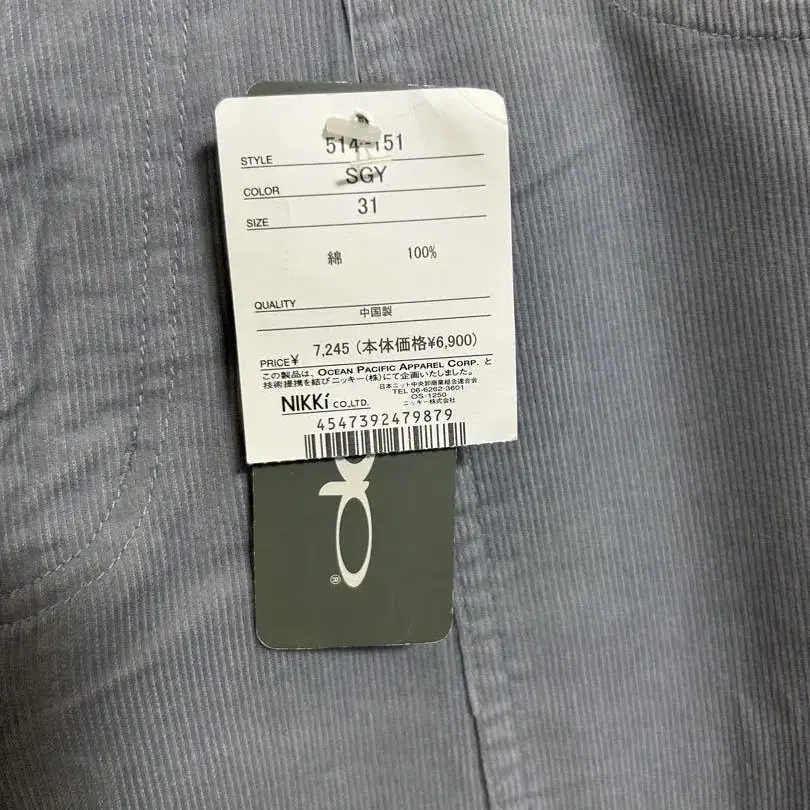 STYLE 514-151
COLOR SGY
SIZE 31
綿 100%
QUALITY
中国製
PRICE¥ 7,245 (本体価格¥6,900)
この製品は、OCEAN PACIFIC APPAREL CORP. と
技術提携を結びニッキー(株)にて企画いたしました。
日本ニット中央卸商業組合連合会
TEL 06-6262-3601
OS-1250
NIKKi CO.,LTD. ニッキー株式会社
4547392479879
®